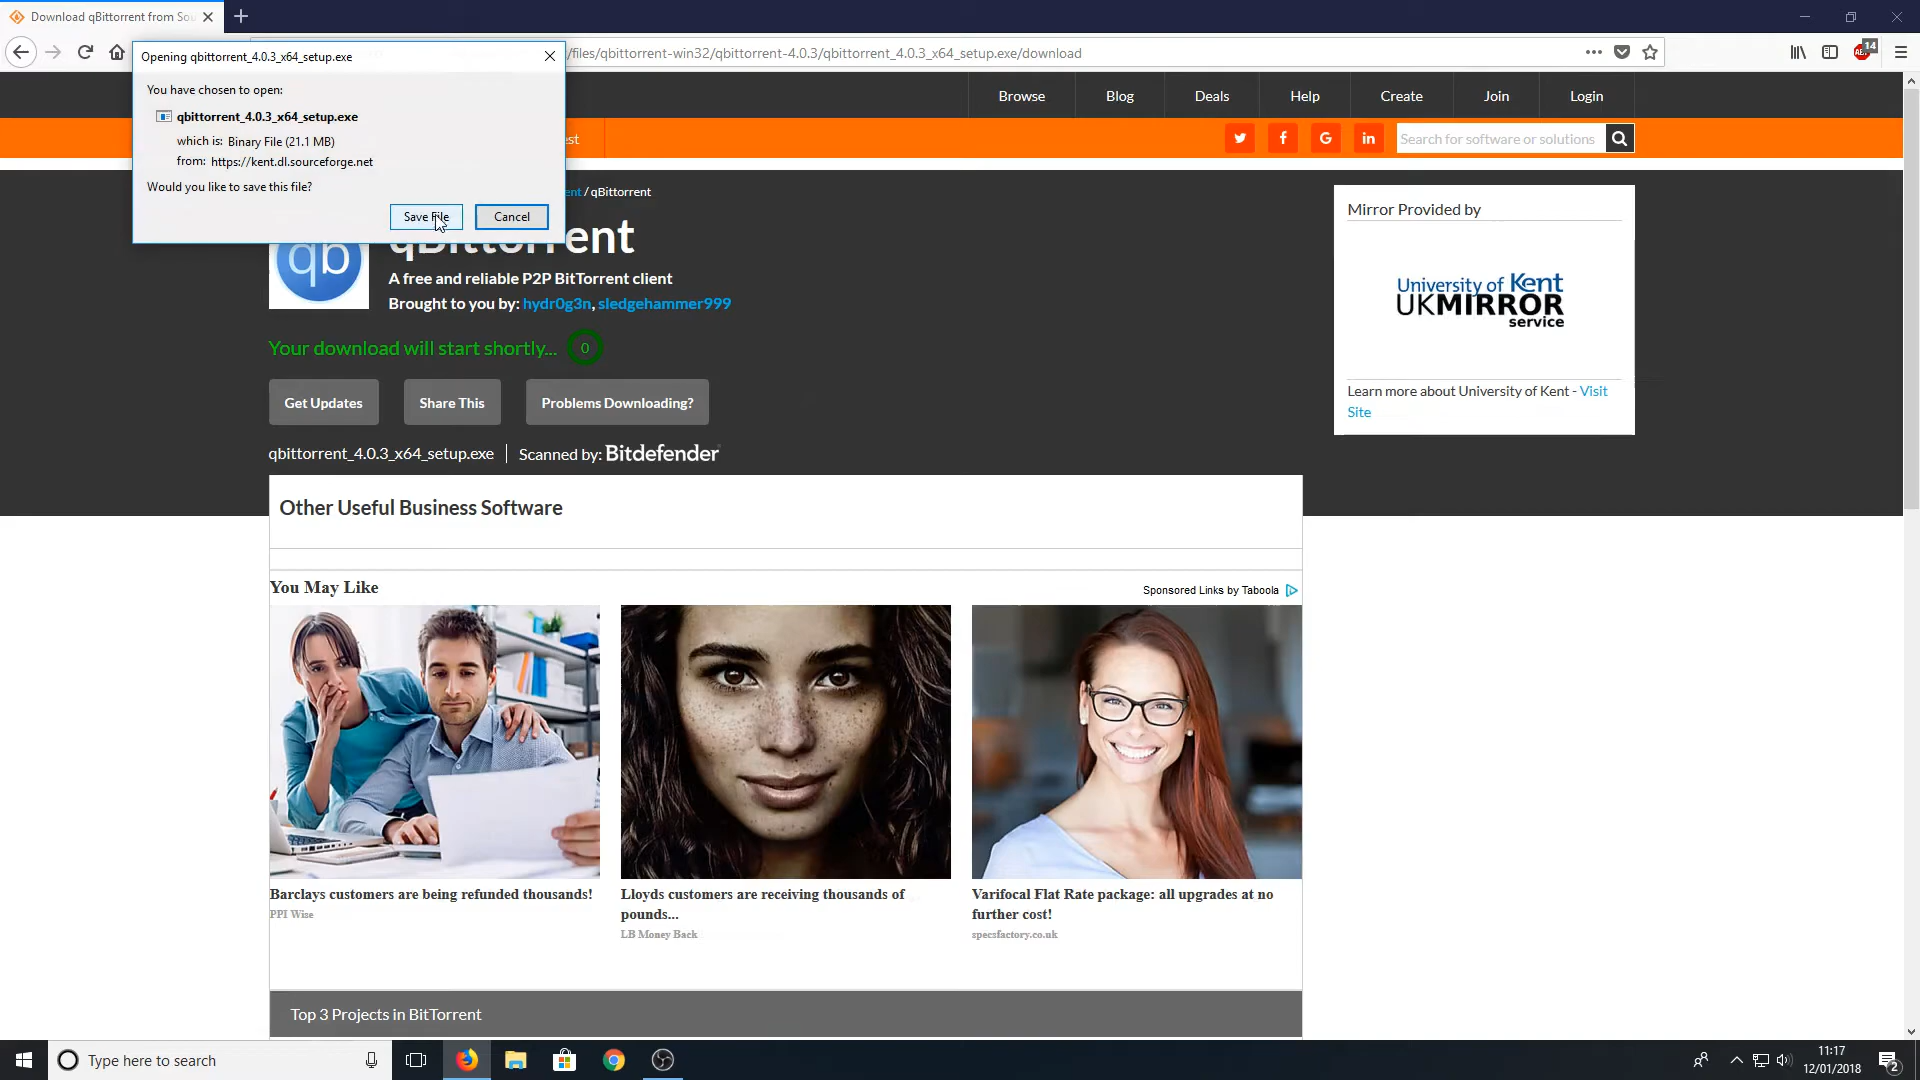 Download qBittorrent from Sou
Opening qbittorrent_4.0.3_x64_setup.exe
/files/qbittorrent-win32/qbittorrent-4.0.3/qbittorrent_4.0.3_x64_setup.exe/download
14
You have chosen to open:
qbittorrent_4.0.3_x64_setup.exe
which is: Binary File (21.1 MB)
from: https://kent.dl.sourceforge.net
Would you like to save this file?
Save File
Cancel
Browse
Blog
Deals
Help
Create
Join
Login
Search for software or solutions
/ qBittorrent
qBittorrent
qb
A free and reliable P2P BitTorrent client
Brought to you by: hydr0g3n, sledgehammer999
Your download will start shortly... 0
Get Updates
Share This
Problems Downloading?
qbittorrent_4.0.3_x64_setup.exe | Scanned by: Bitdefender
Mirror Provided by
University of Kent
UKMIRROR
service
Learn more about University of Kent - Visit
Site
Other Useful Business Software
You May Like
Sponsored Links by Taboola
Barclays customers are being refunded thousands!
PPI Wise
Lloyds customers are receiving thousands of
pounds...
LB Money Back
Varifocal Flat Rate package: all upgrades at no
further cost!
specsfactory.co.uk
Top 3 Projects in BitTorrent
Type here to search
11:17
12/01/2018
2